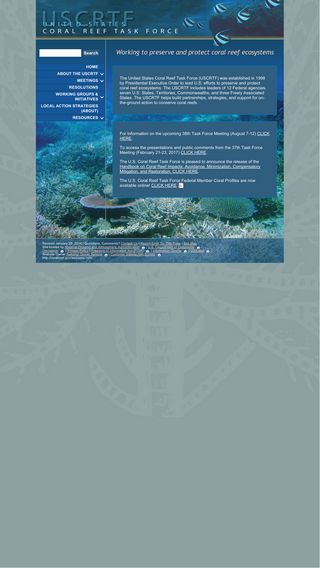 USCRTF
UNITED STATES
CORAL REEF TASK FORCE
Search
Working to preserve and protect coral reef ecosystems
HOME
ABOUT THE USCRTF
MEETINGS
RESOLUTIONS
WORKING GROUPS &
INITIATIVES
LOCAL ACTION STRATEGIES
(ABOUT)
RESOURCES
The United States Coral Reef Task Force (USCRTF) was established in 1998
by Presidential Executive Order to lead U.S. efforts to preserve and protect
coral reef ecosystems. The USCRTF includes leaders of 12 Federal agencies,
seven U.S. States, Territories, Commonwealths, and three Freely Associated
States. The USCRTF helps build partnerships, strategies, and support for on-
the-ground action to conserve coral reefs.
For Information on the upcoming 38th Task Force Meeting (August 7-12) CLICK
HERE.
To access the presentations and public comments from the 37th Task Force
Meeting (February 21-23, 2017) CLICK HERE.
The U.S. Coral Reef Task Force is pleased to announce the release of the
Handbook on Coral Reef Impacts: Avoidance, Minimization, Compensatory
Mitigation, and Restoration. CLICK HERE.
The U.S. Coral Reef Task Force Federal Member Coral Profiles are now
available online! CLICK HERE.
Questions, Comments? Contact Us
Site Map